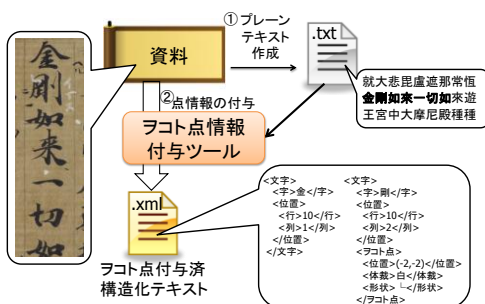 金剛如来一切如
資料
①プレーン
テキスト
作成
.txt
就大悲毘盧遮那常恆
金剛如來一切如來遊
王宮中大摩尼殿種種
②点情報の付与
ヲコト点情報
付与ツール
.xml
ヲコト点付与済
構造化テキスト
<文字>
<字>金</字>
<位置>
<行>10</行>
<列>1</列>
</位置>
</文字>
<文字>
<字>剛</字>
<位置>
<行>10</行>
<列>2</列>
</位置>
<ヲコト点>
<位置>(-2,-2)</位置>
<体裁>白</体裁>
<形状>└</形状>
</ヲコト点>